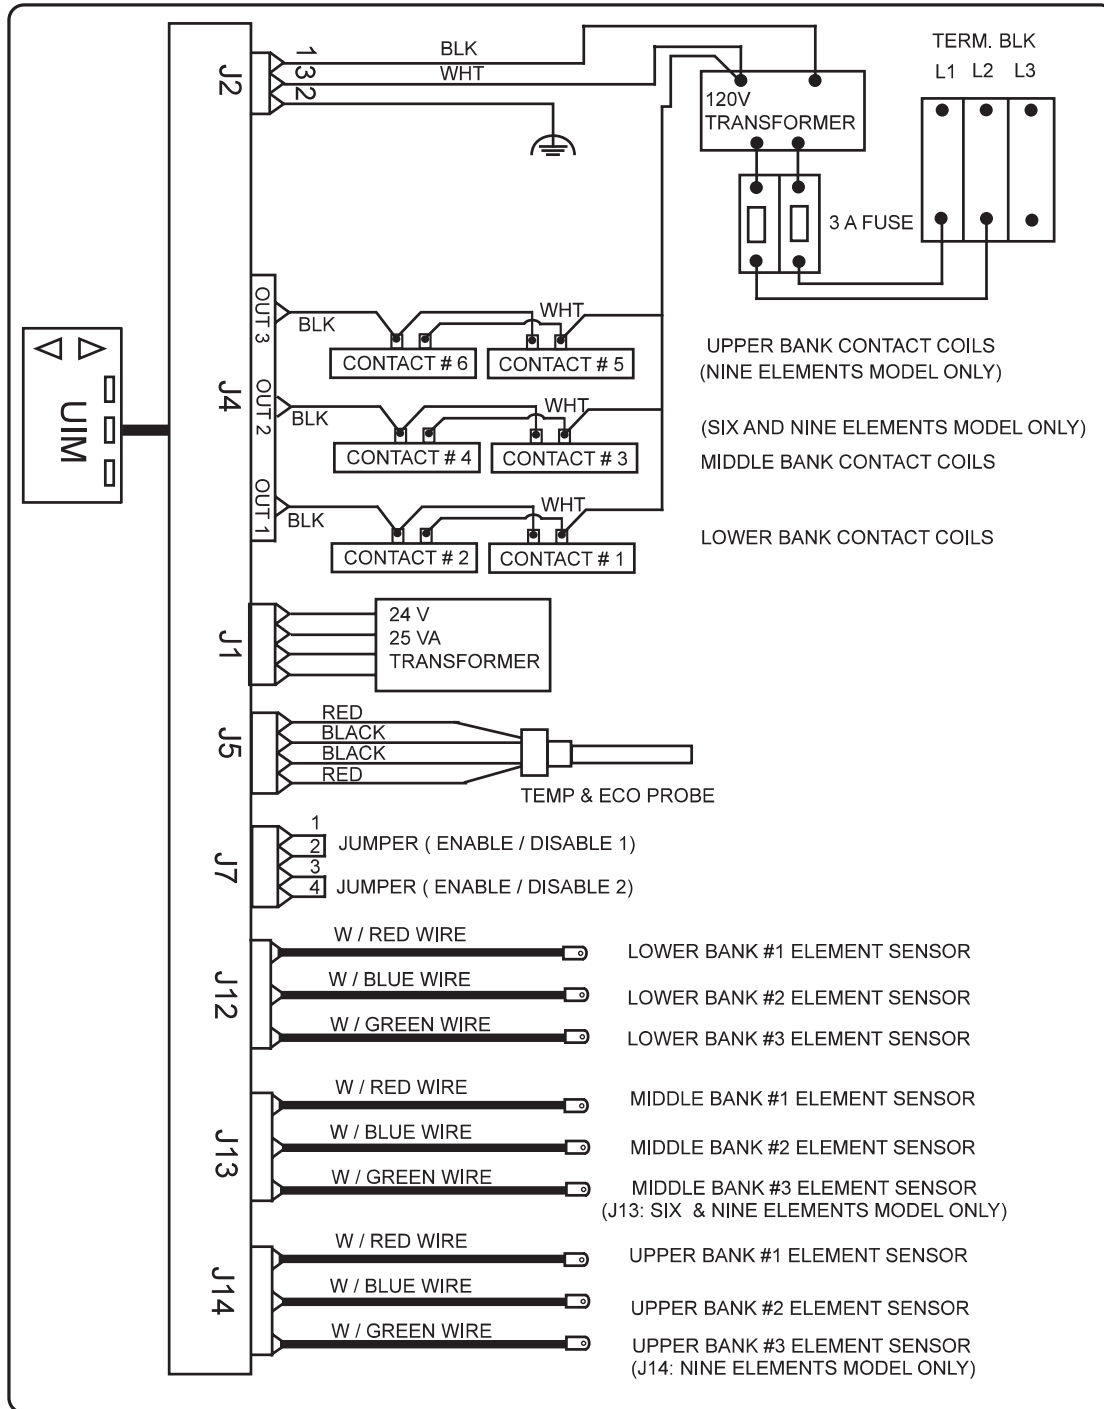 J2
1
3
2
BLK
WHT
120V
TRANSFORMER
TERM. BLK
L1 L2 L3
3 A FUSE
UIM
J4
OUT 3
BLK
WHT
CONTACT # 6
CONTACT # 5
UPPER BANK CONTACT COILS
(NINE ELEMENTS MODEL ONLY)
OUT 2
BLK
WHT
CONTACT # 4
CONTACT # 3
(SIX AND NINE ELEMENTS MODEL ONLY)
MIDDLE BANK CONTACT COILS
OUT 1
BLK
WHT
CONTACT # 2
CONTACT # 1
LOWER BANK CONTACT COILS
J1
24 V
25 VA
TRANSFORMER
J5
RED
BLACK
BLACK
RED
TEMP & ECO PROBE
J7
1
2
JUMPER ( ENABLE / DISABLE 1)
3
4
JUMPER ( ENABLE / DISABLE 2)
J12
W / RED WIRE
LOWER BANK #1 ELEMENT SENSOR
W / BLUE WIRE
LOWER BANK #2 ELEMENT SENSOR
W / GREEN WIRE
LOWER BANK #3 ELEMENT SENSOR
J13
W / RED WIRE
MIDDLE BANK #1 ELEMENT SENSOR
W / BLUE WIRE
MIDDLE BANK #2 ELEMENT SENSOR
W / GREEN WIRE
MIDDLE BANK #3 ELEMENT SENSOR
(J13: SIX & NINE ELEMENTS MODEL ONLY)
J14
W / RED WIRE
UPPER BANK #1 ELEMENT SENSOR
W / BLUE WIRE
UPPER BANK #2 ELEMENT SENSOR
W / GREEN WIRE
UPPER BANK #3 ELEMENT SENSOR
(J14: NINE ELEMENTS MODEL ONLY)